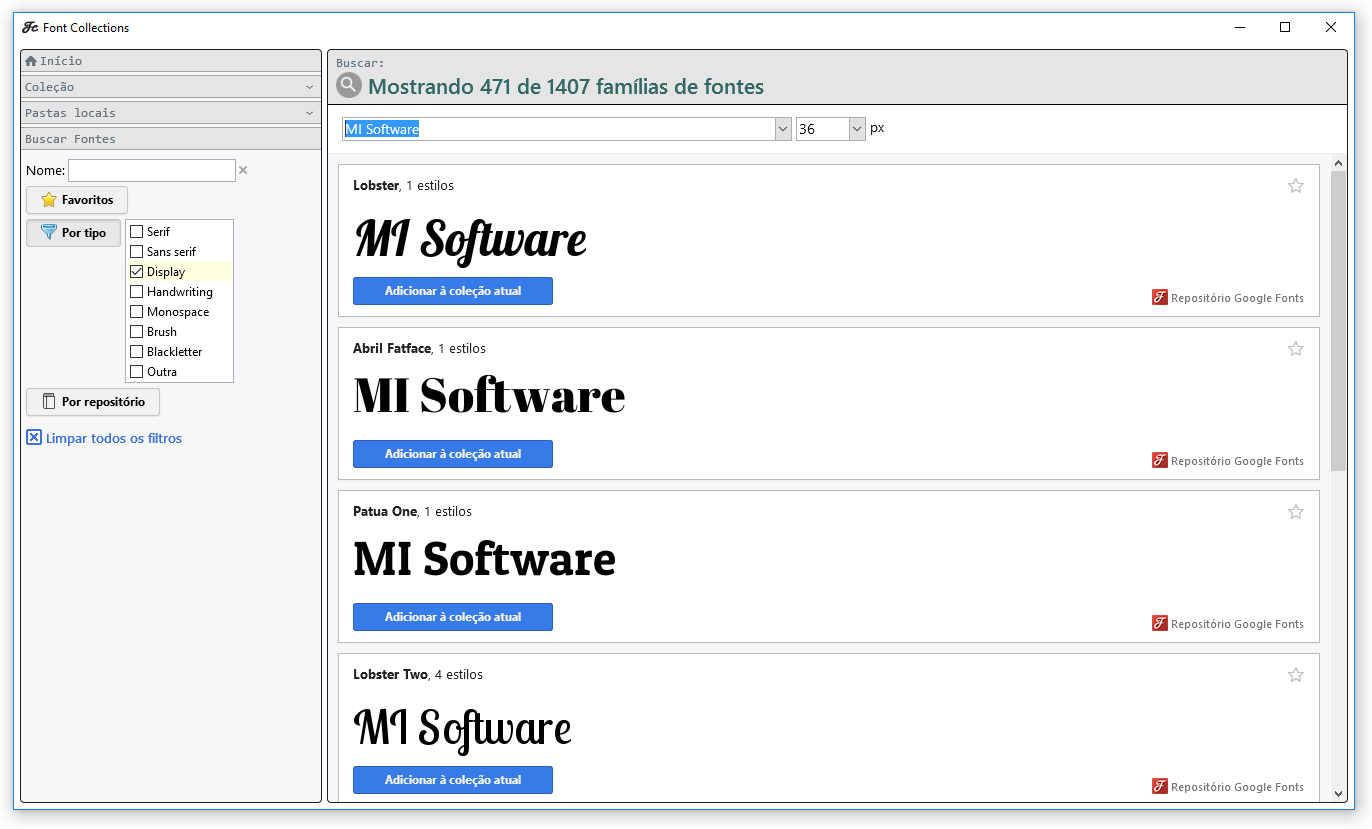 Font Collections
Início
Coleção
Pastas locais
Buscar Fontes
Nome:
Favoritos
Por tipo
Serif
Sans serif
Display
Handwriting
Monospace
Brush
Blackletter
Outra
Por repositório
Limpar todos os filtros
Buscar:
Mostrando 471 de 1407 famílias de fontes
MI Software 36 px
Lobster, 1 estilos
MI Software
Adicionar à coleção atual
Repositório Google Fonts
Abril Fatface, 1 estilos
MI Software
Adicionar à coleção atual
Repositório Google Fonts
Patua One, 1 estilos
MI Software
Adicionar à coleção atual
Repositório Google Fonts
Lobster Two, 4 estilos
MI Software
Adicionar à coleção atual
Repositório Google Fonts